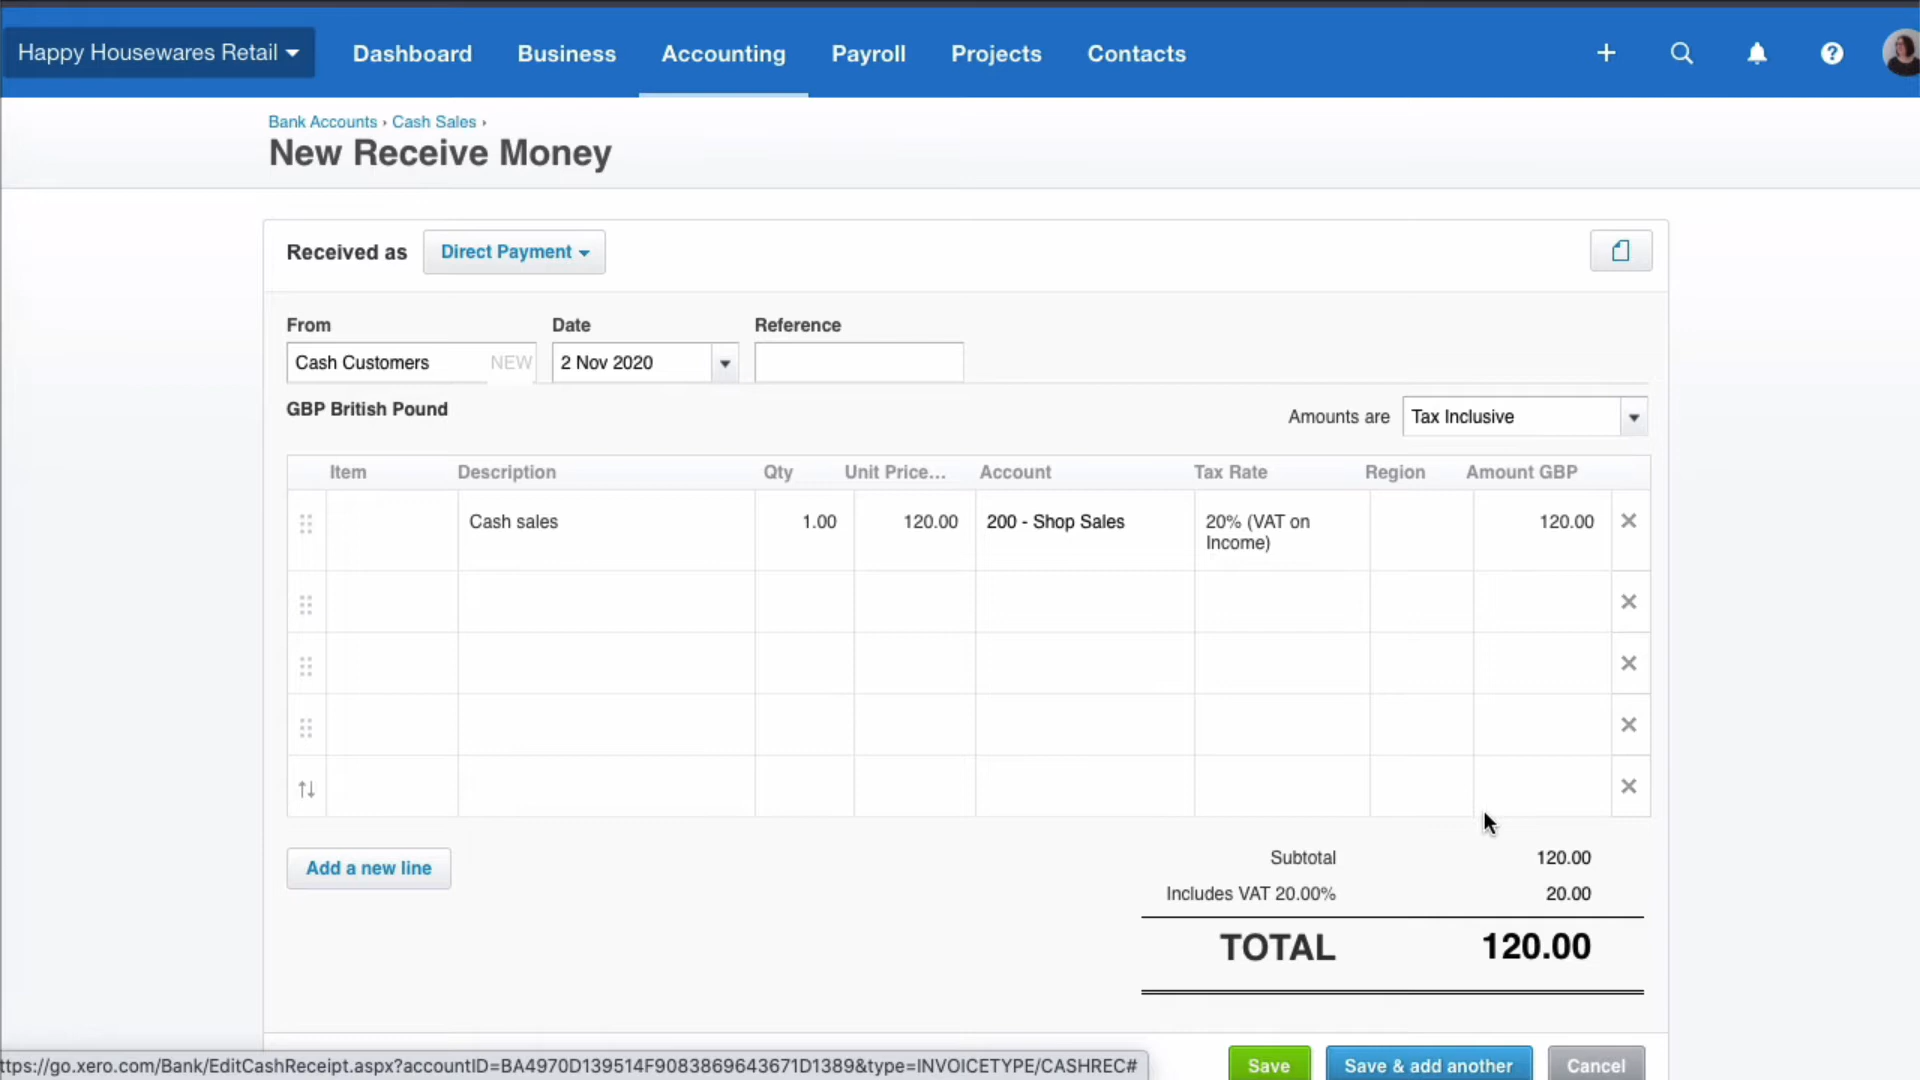 Happy Housewares Retail
Dashboard Business Accounting Payroll Projects Contacts
Bank Accounts › Cash Sales ›
New Receive Money
Received as Direct Payment
From Date Reference
Cash Customers NEW 2 Nov 2020
GBP British Pound
Amounts are Tax Inclusive
Item Description Qty Unit Price... Account Tax Rate Region Amount GBP
Cash sales 1.00 120.00 200 - Shop Sales 20% (VAT on 120.00
Income)
Add a new line
Subtotal 120.00
Includes VAT 20.00% 20.00
TOTAL 120.00
ttps://go.xero.com/Bank/EditCashReceipt.aspx?accountID=BA4970D139514F9083869643671D1389&type=INVOICETYPE/CASHREC#
Save Save & add another Cancel